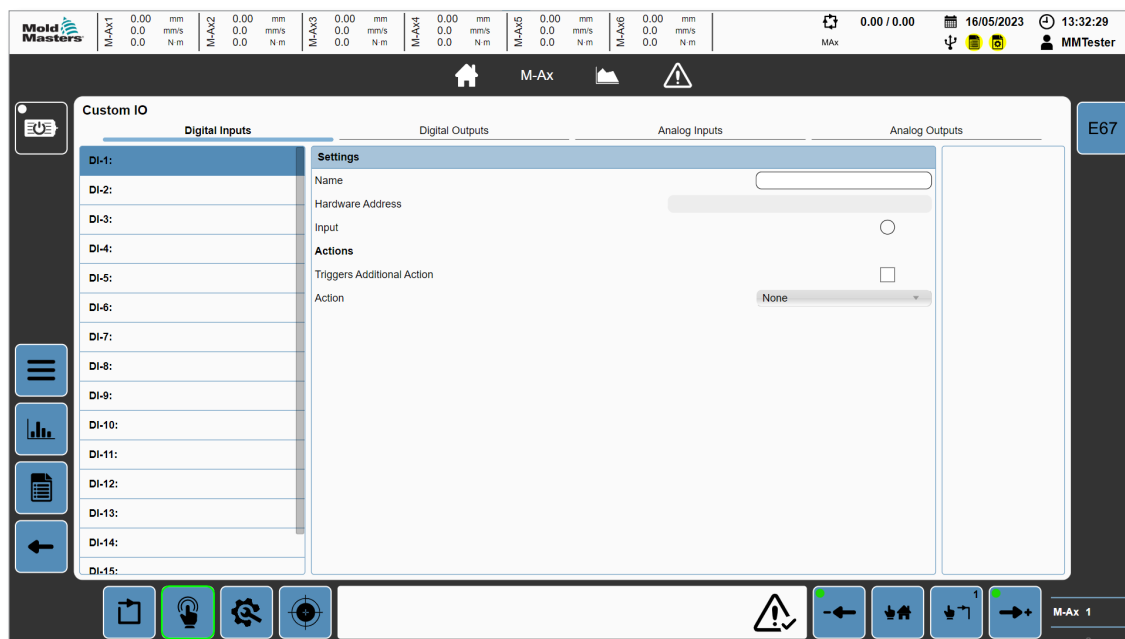 Mold Masters
M-Ax1 0.00 mm 0.0 mm/s 0.0 N·m
M-Ax2 0.00 mm 0.0 mm/s 0.0 N·m
M-Ax3 0.00 mm 0.0 mm/s 0.0 N·m
M-Ax4 0.00 mm 0.0 mm/s 0.0 N·m
M-Ax5 0.00 mm 0.0 mm/s 0.0 N·m
M-Ax6 0.00 mm 0.0 mm/s 0.0 N·m
MAx
0.00 / 0.00
16/05/2023
13:32:29
MMTester
M-Ax
Custom IO
Digital Inputs
Digital Outputs
Analog Inputs
Analog Outputs
E67
DI-1:
DI-2:
DI-3:
DI-4:
DI-5:
DI-6:
DI-7:
DI-8:
DI-9:
DI-10:
DI-11:
DI-12:
DI-13:
DI-14:
DI-15:
Settings
Name
Hardware Address
Input
Actions
Triggers Additional Action
Action None
1
M-Ax 1